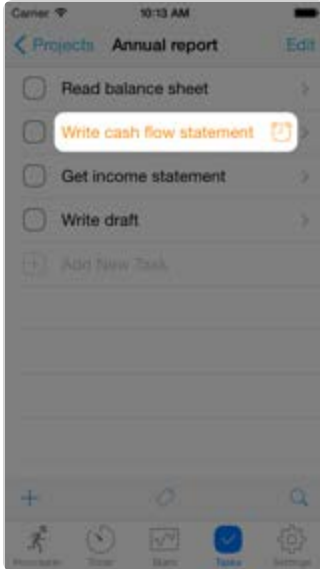 Carrier 10:13 AM
Projects Annual report Edit
Read balance sheet
Write cash flow statement
Get income statement
Write draft
Add New Task
Timer Stats Tasks Settings